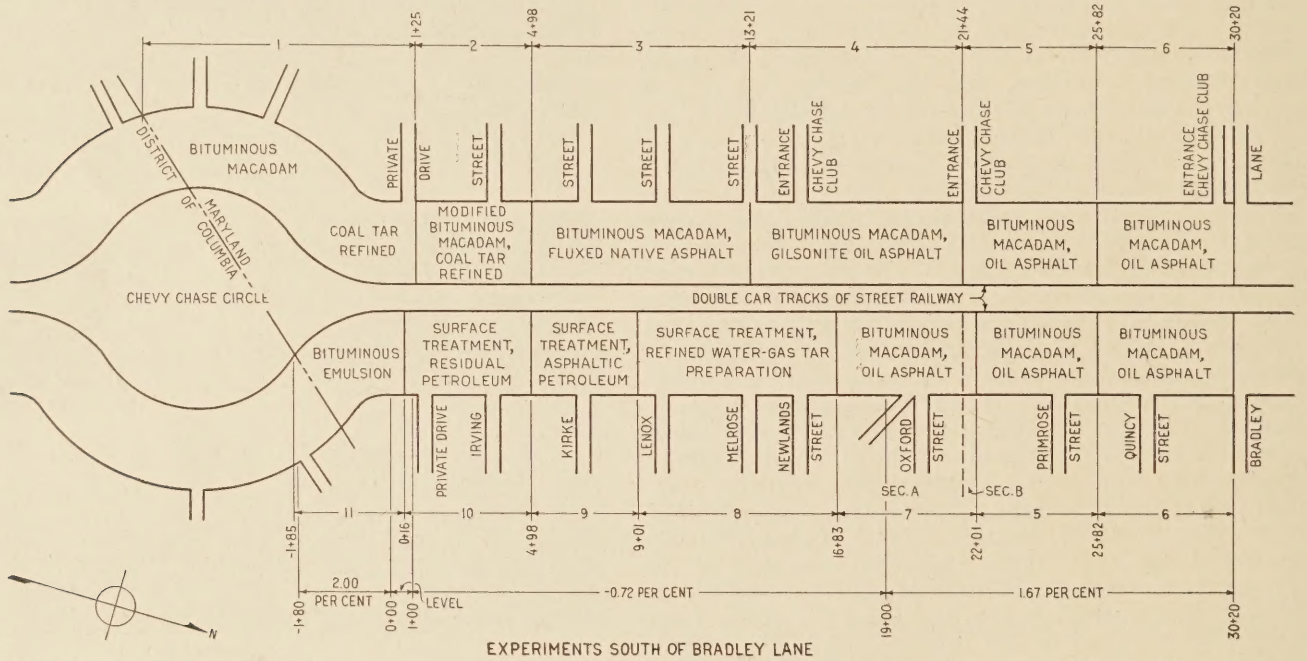 1
1+25
2
4+98
3
13+21
4
21+44
5
25+82
6
30+20
DISTRICT OF COLUMBIA
MARYLAND
BITUMINOUS
MACADAM
PRIVATE
DRIVE
STREET
STREET
STREET
STREET
ENTRANCE
CHEVY CHASE
CLUB
ENTRANCE
CHEVY CHASE
CLUB
ENTRANCE
CHEVY CHASE CLUB
LANE
COAL TAR
REFINED
MODIFIED
BITUMINOUS
MACADAM,
COAL TAR
REFINED
BITUMINOUS MACADAM,
FLUXED NATIVE ASPHALT
BITUMINOUS MACADAM,
GILSONITE OIL ASPHALT
BITUMINOUS
MACADAM,
OIL ASPHALT
BITUMINOUS
MACADAM,
OIL ASPHALT
CHEVY CHASE CIRCLE
DOUBLE CAR TRACKS OF STREET RAILWAY
BITUMINOUS
EMULSION
SURFACE
TREATMENT,
RESIDUAL
PETROLEUM
SURFACE
TREATMENT,
ASPHALTIC
PETROLEUM
SURFACE TREATMENT,
REFINED WATER-GAS TAR
PREPARATION
BITUMINOUS
MACADAM,
OIL ASPHALT
BITUMINOUS
MACADAM,
OIL ASPHALT
BITUMINOUS
MACADAM,
OIL ASPHALT
PRIVATE DRIVE
IRVING
KIRKE
LENOX
MELROSE
NEWLANDS
STREET
OXFORD
STREET
PRIMROSE
STREET
QUINCY
STREET
BRADLEY
SEC. A
SEC. B
-1+85
11
0+16
10
4+98
9
9+01
8
16+83
7
22+01
5
25+82
6
-1+80
2.00
PER CENT
0+00
LEVEL
1+00
-0.72 PER CENT
19+00
1.67 PER CENT
30+20
N
EXPERIMENTS SOUTH OF BRADLEY LANE